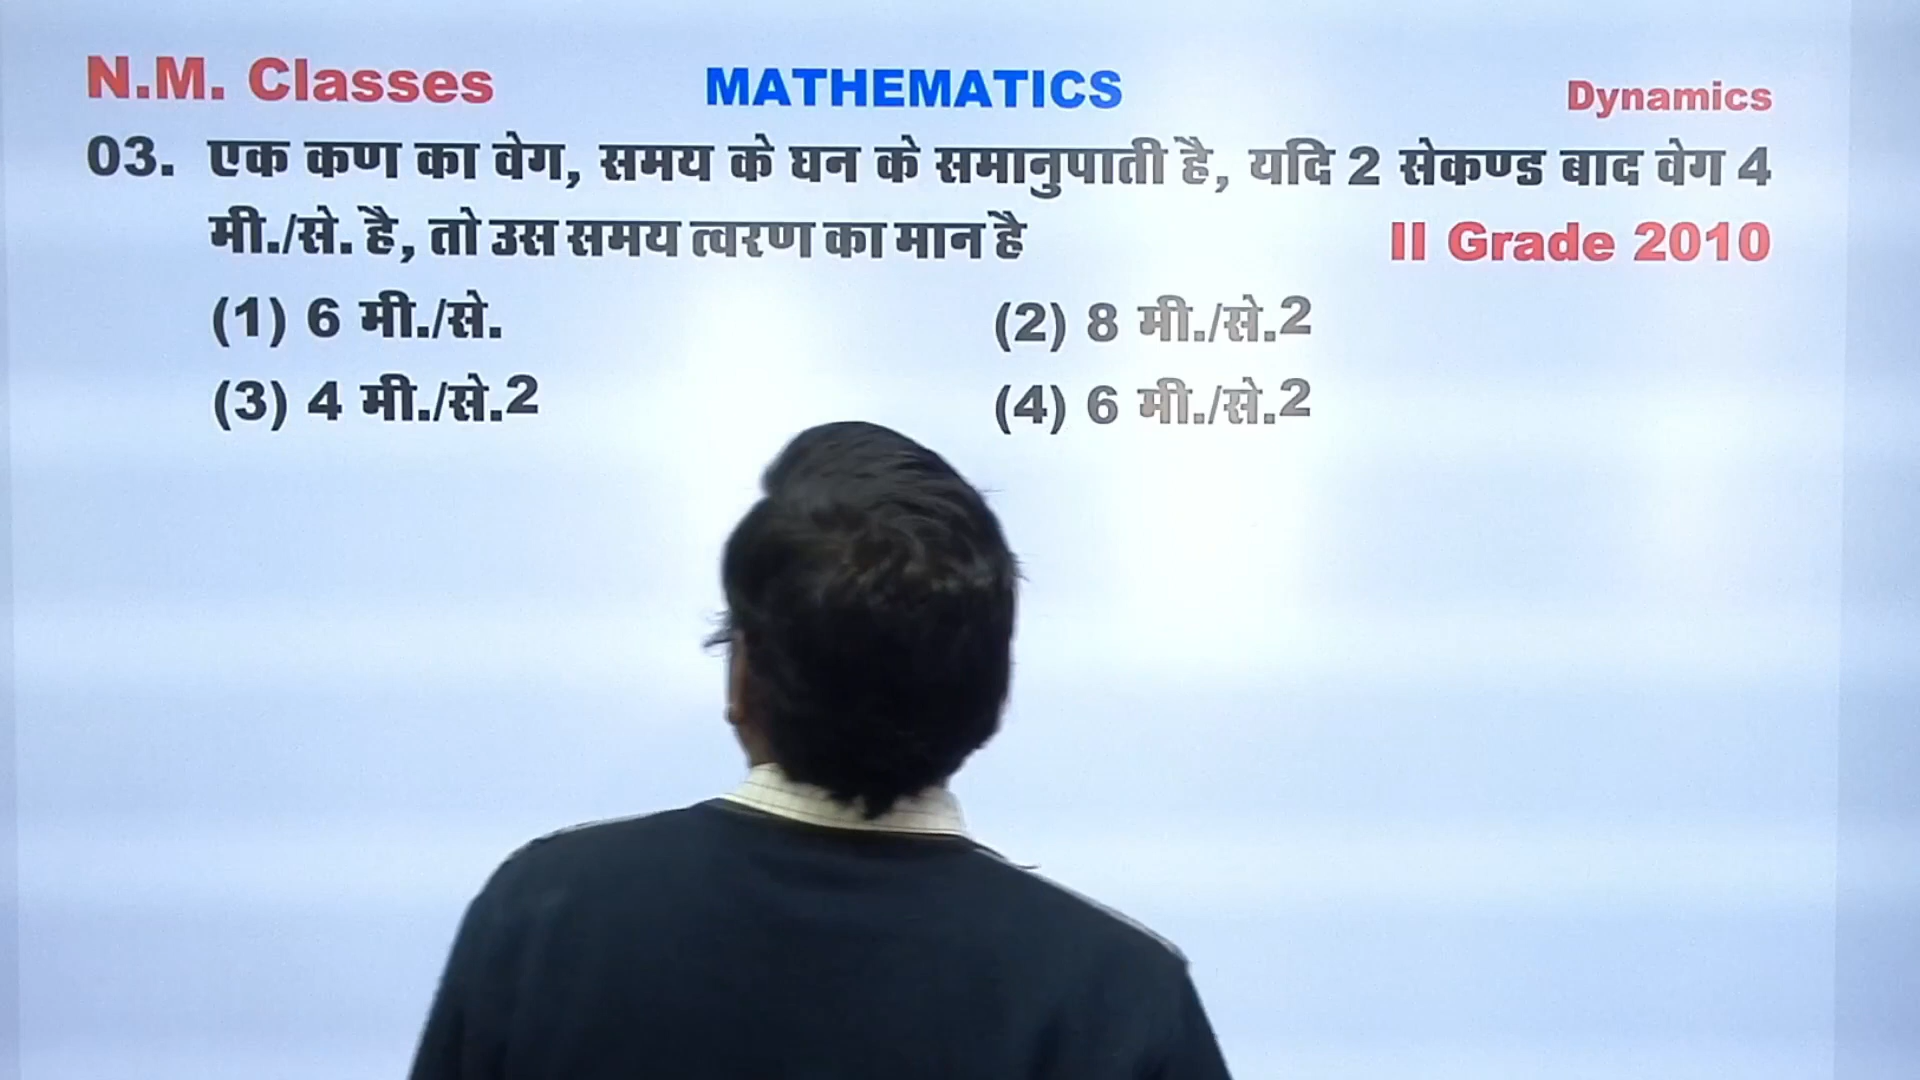 N.M. Classes MATHEMATICS Dynamics
03. एक कण का वेग, समय के घन के समानुपाती है, यदि 2 सेकण्ड बाद वेग 4
मी./से. है, तो उस समय त्वरण का मान है II Grade 2010
(1) 6 मी./से. (2) 8 मी./से.2
(3) 4 मी./से.2 (4) 6 मी./से.2